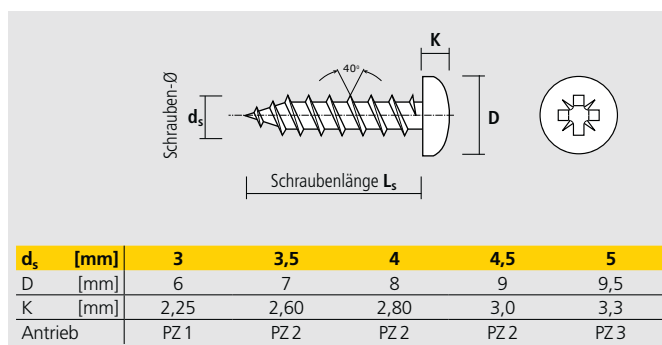 K
40°
Schrauben-Ø
dₛ
D
Schraubenlänge Lₛ
dₛ [mm] 3 3,5 4 4,5 5
D [mm] 6 7 8 9 9,5
K [mm] 2,25 2,60 2,80 3,0 3,3
Antrieb PZ 1 PZ 2 PZ 2 PZ 2 PZ 3